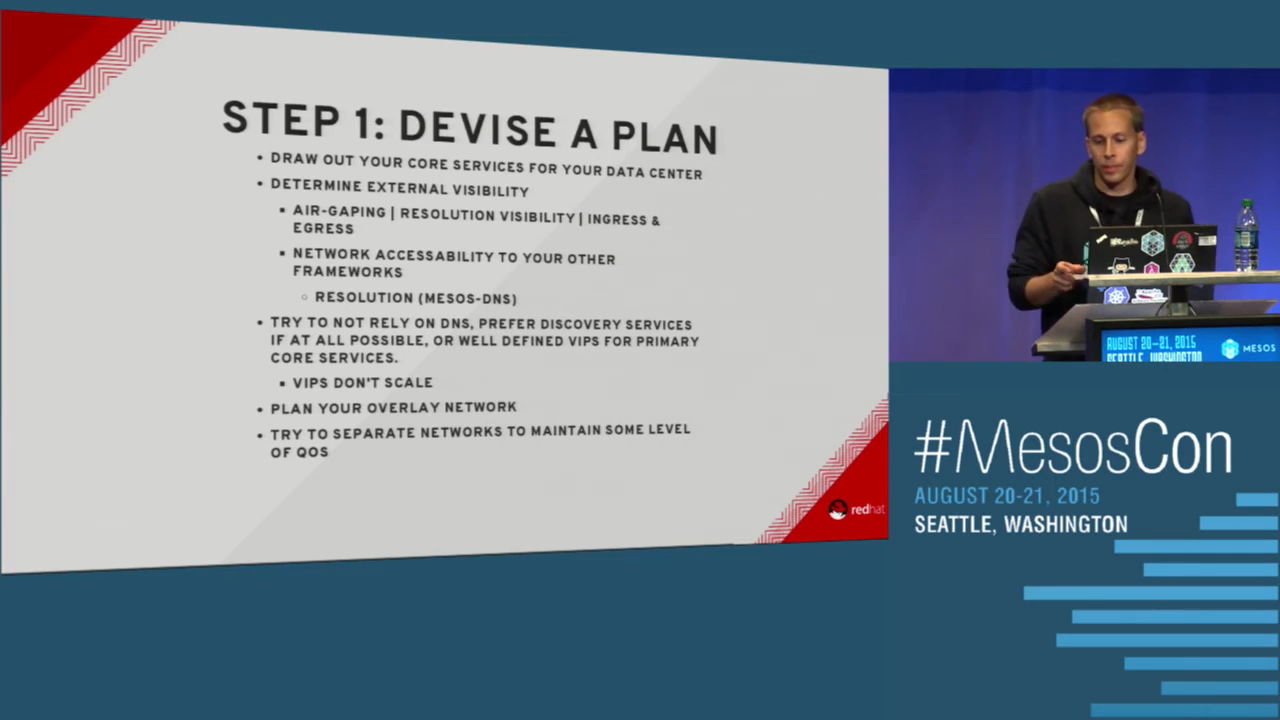 STEP 1: DEVISE A PLAN
• DRAW OUT YOUR CORE SERVICES FOR YOUR DATA CENTER
• DETERMINE EXTERNAL VISIBILITY
▪ AIR-GAPING | RESOLUTION VISIBILITY | INGRESS &
EGRESS
▪ NETWORK ACCESSABILITY TO YOUR OTHER
FRAMEWORKS
○ RESOLUTION (MESOS-DNS)
• TRY TO NOT RELY ON DNS, PREFER DISCOVERY SERVICES
IF AT ALL POSSIBLE, OR WELL DEFINED VIPS FOR PRIMARY
CORE SERVICES.
▪ VIPS DON'T SCALE
• PLAN YOUR OVERLAY NETWORK
• TRY TO SEPARATE NETWORKS TO MAINTAIN SOME LEVEL
OF QOS
redhat
AUGUST 20-21, 2015
SEATTLE, WASHINGTON
MESOS
#MesosCon
AUGUST 20-21, 2015
SEATTLE, WASHINGTON